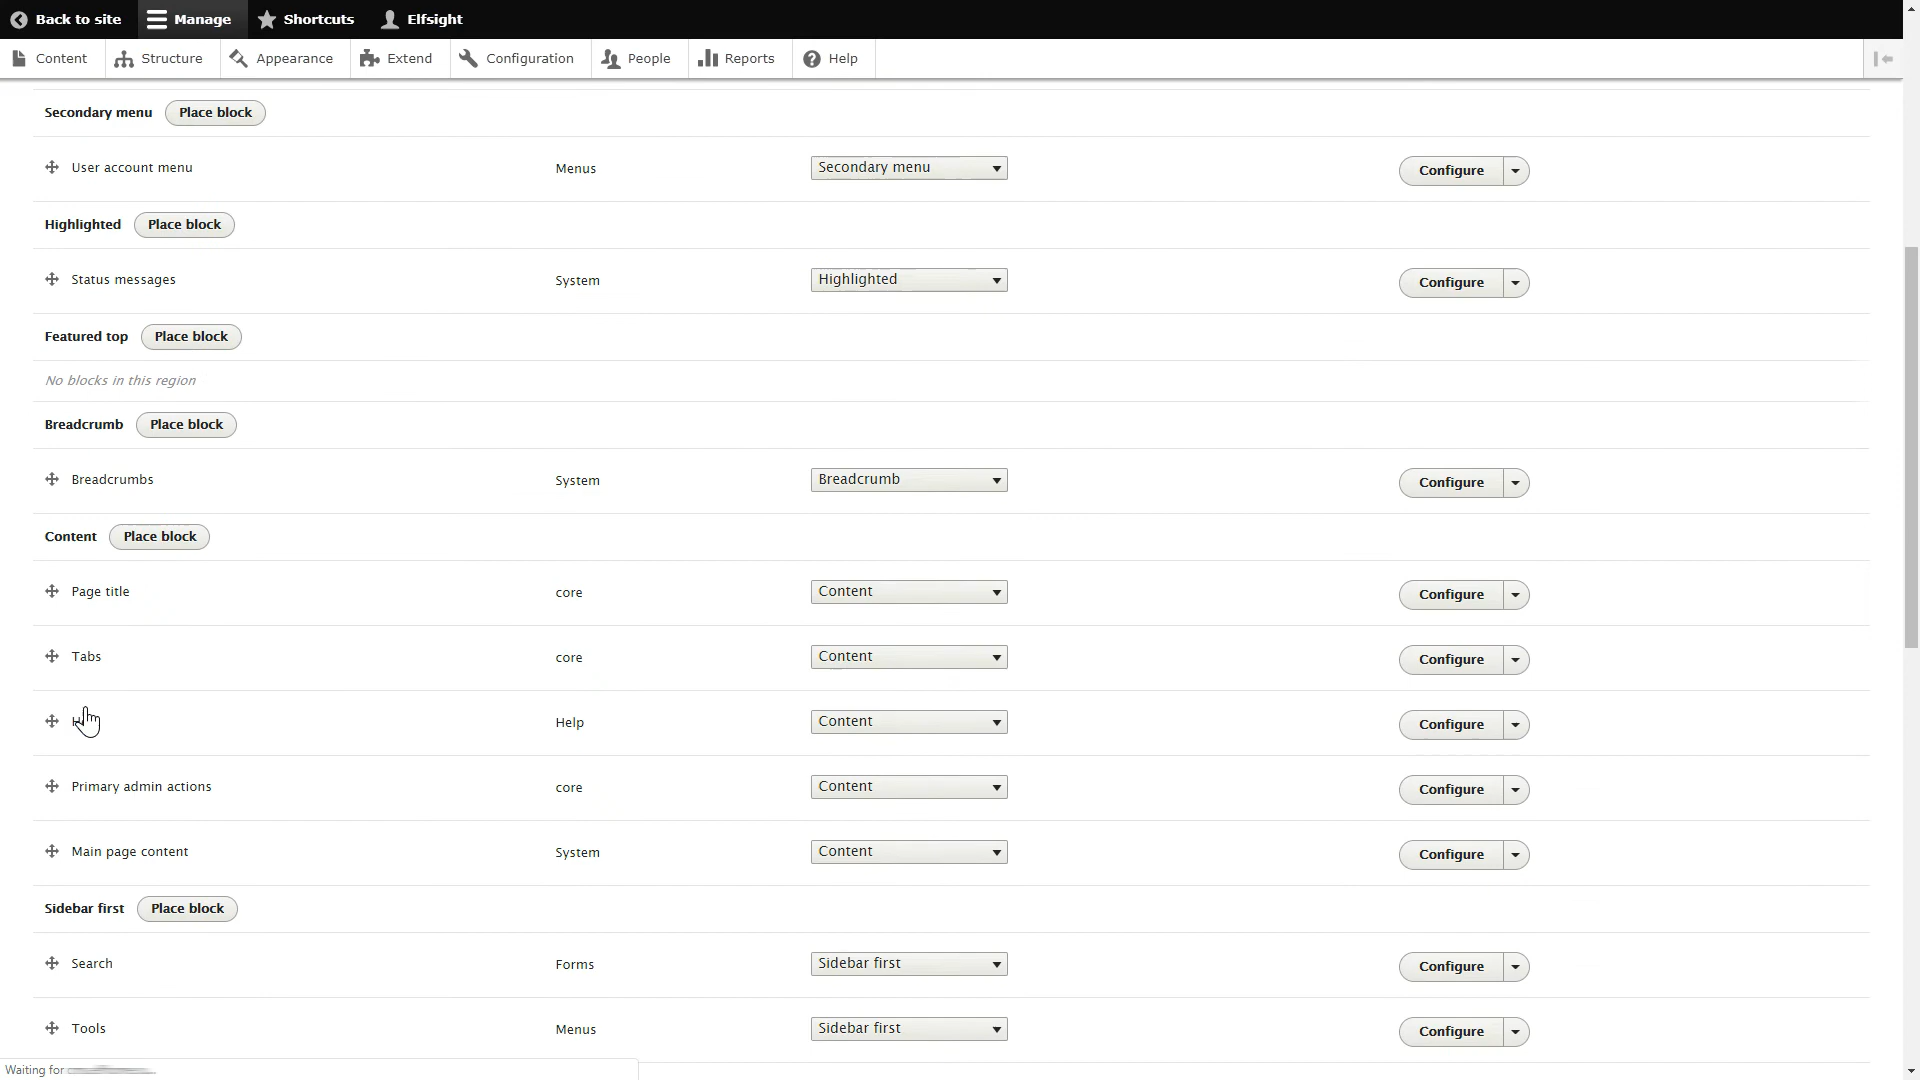 Back to site Manage Shortcuts Elfsight
Content Structure Appearance Extend Configuration People Reports Help
Secondary menu Place block
User account menu Menus Secondary menu Configure
Highlighted Place block
Status messages System Highlighted Configure
Featured top Place block
No blocks in this region
Breadcrumb Place block
Breadcrumbs System Breadcrumb Configure
Content Place block
Page title core Content Configure
Tabs core Content Configure
Help Content Configure
Primary admin actions core Content Configure
Main page content System Content Configure
Sidebar first Place block
Search Forms Sidebar first Configure
Tools Menus Sidebar first Configure
Waiting for